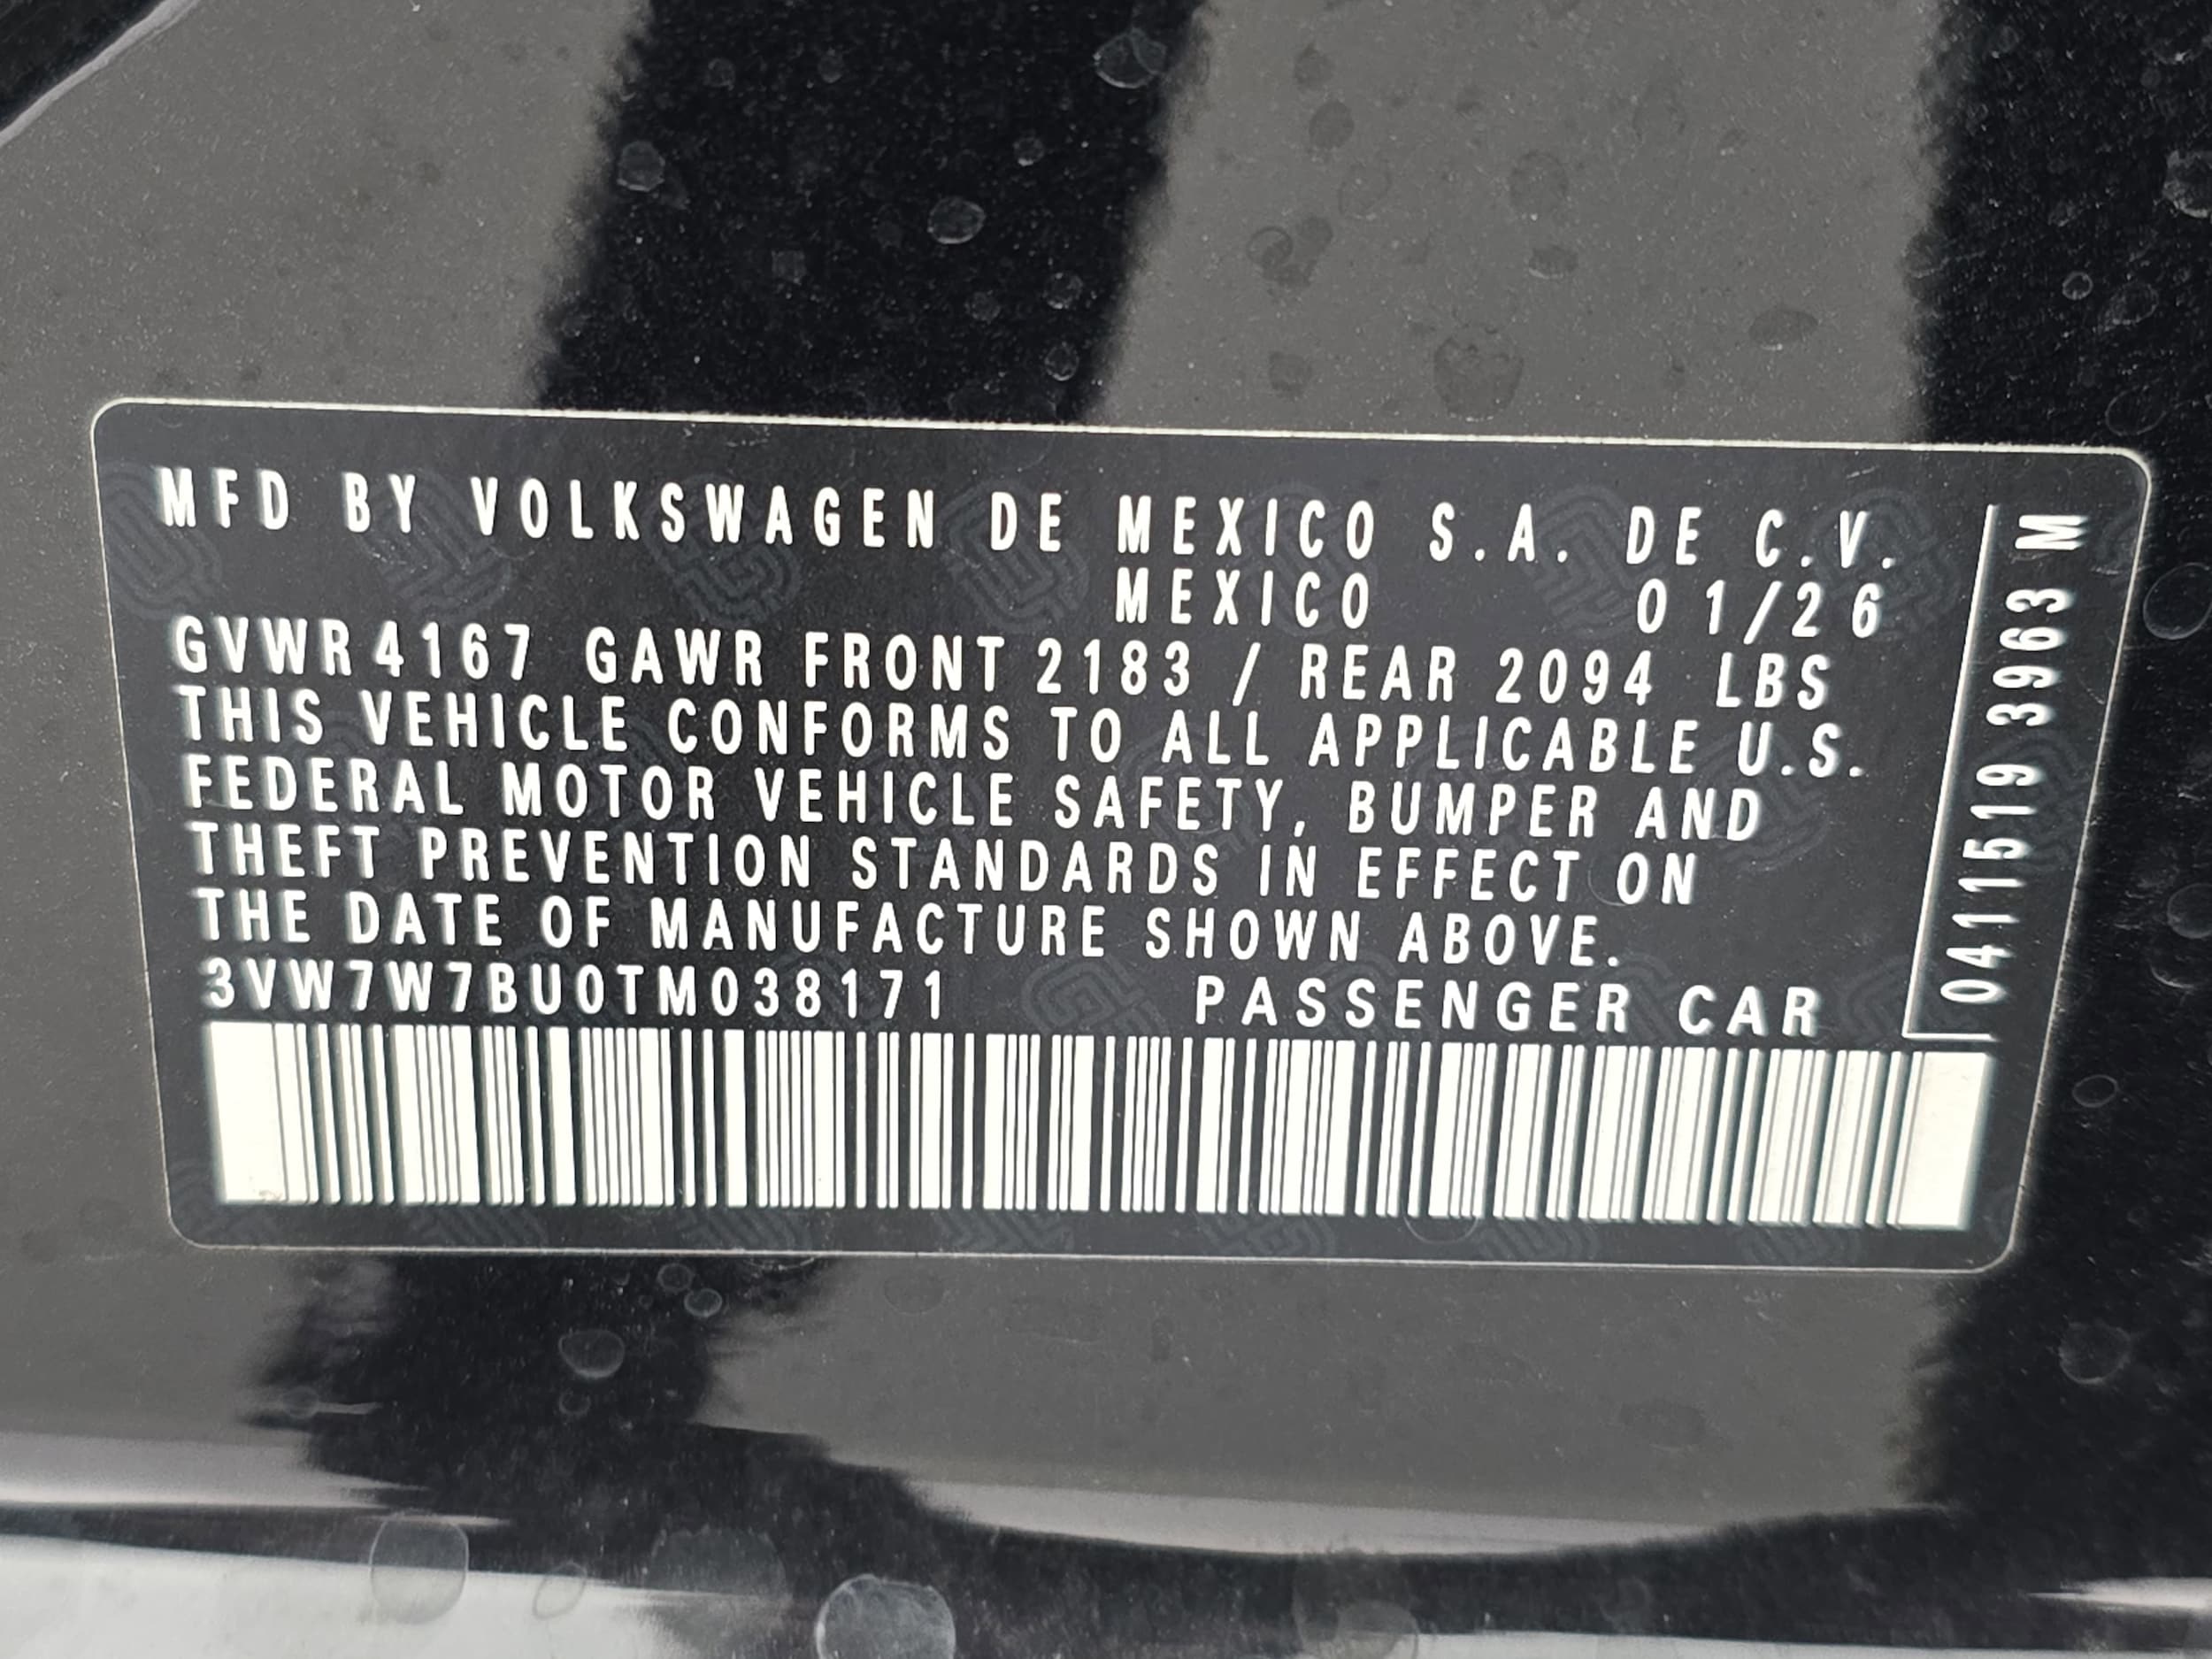 MFD BY VOLKSWAGEN DE MEXICO S.A. DE C.V.
MEXICO 01/26
GVWR 4167 GAWR FRONT 2183 / REAR 2094 LBS
THIS VEHICLE CONFORMS TO ALL APPLICABLE U.S.
FEDERAL MOTOR VEHICLE SAFETY, BUMPER AND
THEFT PREVENTION STANDARDS IN EFFECT ON
THE DATE OF MANUFACTURE SHOWN ABOVE.
3VW7W7BU0TM038171 PASSENGER CAR
0411519 3963 M